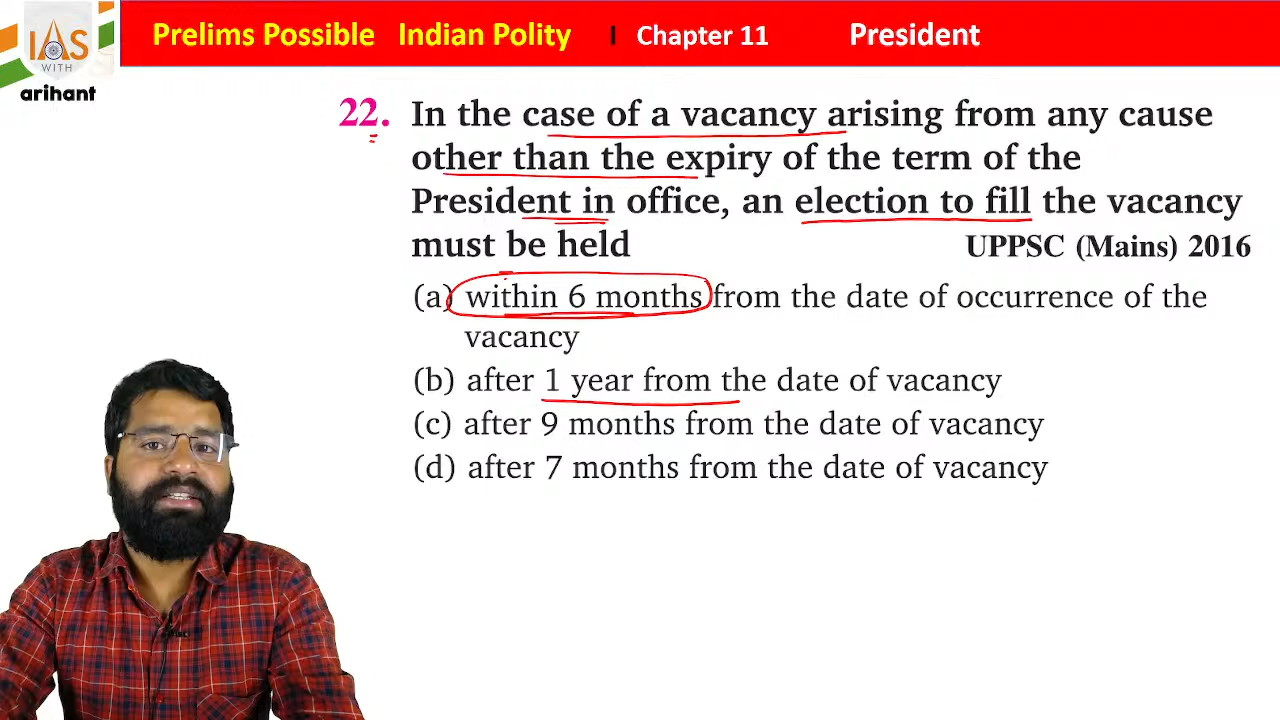 Prelims Possible Indian Polity | Chapter 11 President
IAS
WITH
arihant
22. In the case of a vacancy arising from any cause
other than the expiry of the term of the
President in office, an election to fill the vacancy
must be held UPPSC (Mains) 2016
(a) within 6 months from the date of occurrence of the
vacancy
(b) after 1 year from the date of vacancy
(c) after 9 months from the date of vacancy
(d) after 7 months from the date of vacancy